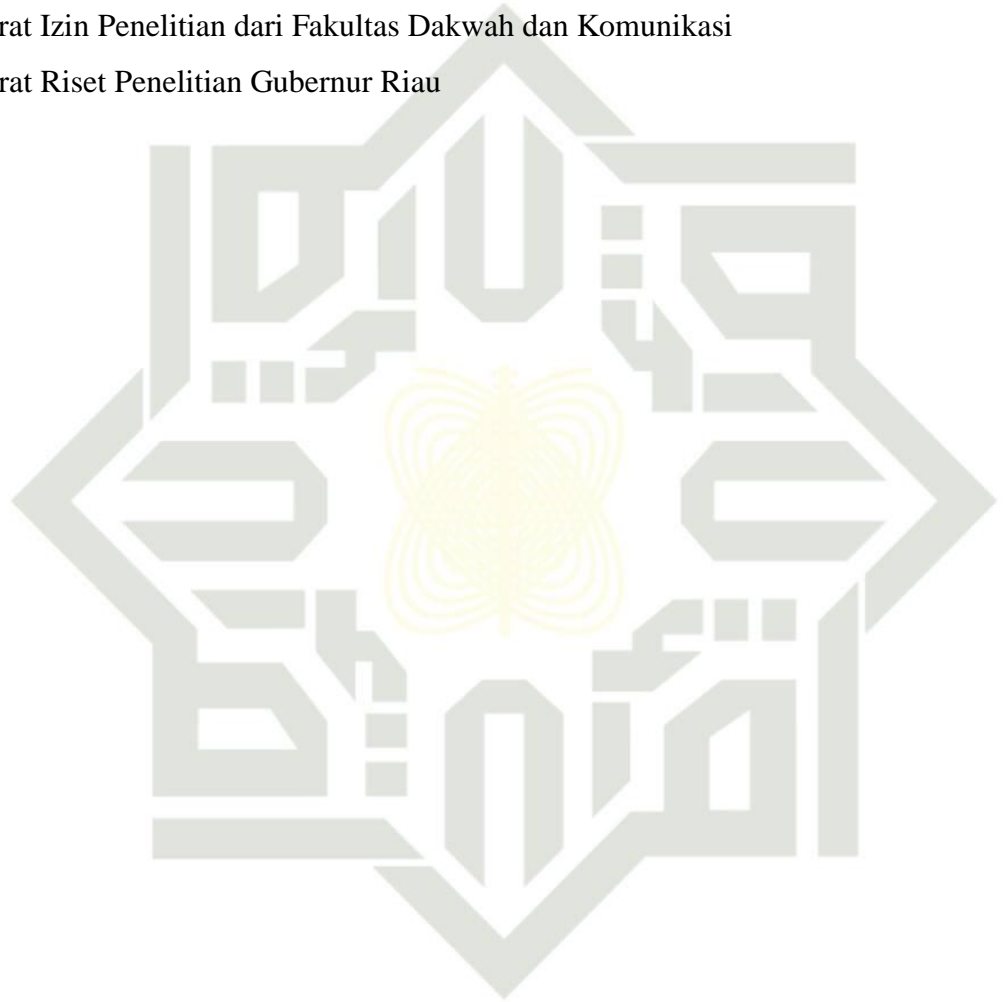 rat Izin Penelitian dari Fakultas Dakwah dan Komunikasi
rat Riset Penelitian Gubernur Riau